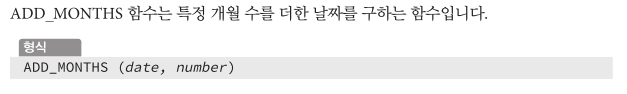 ADD_MONTHS 함수는 특정 개월 수를 더한 날짜를 구하는 함수입니다.
형식
ADD_MONTHS (date, number)